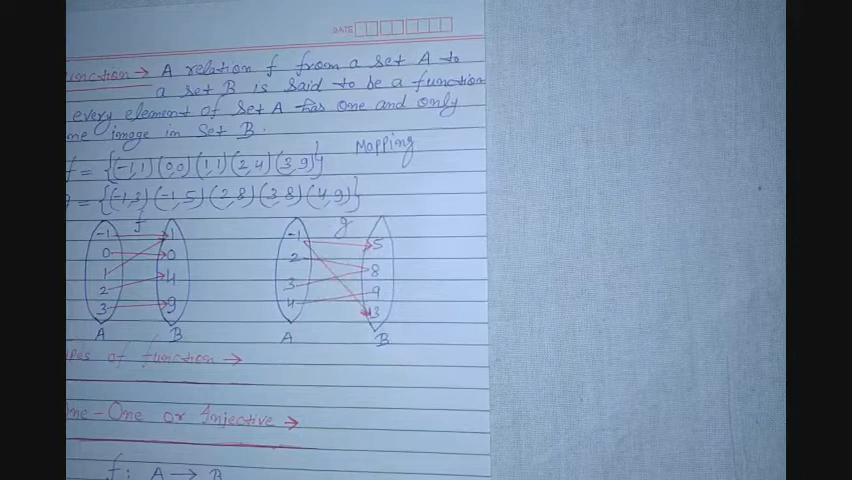 DATE
unction → A relation f from a set A to
a set B is said to be a function
every element of set A has one and only
ne image in set B.
Mapping
f = {(-1,1) (0,0) (1,1) (2,4) (3,9)}
= {(-1,3) (-1,5) (2,8) (3,8) (4,9)}
f g
-1 1 -1 5
0 0 2 8
1 4 3 9
2 9 4 3
3
A B A B
ypes of function →
One-One or Injective →
f: A → B